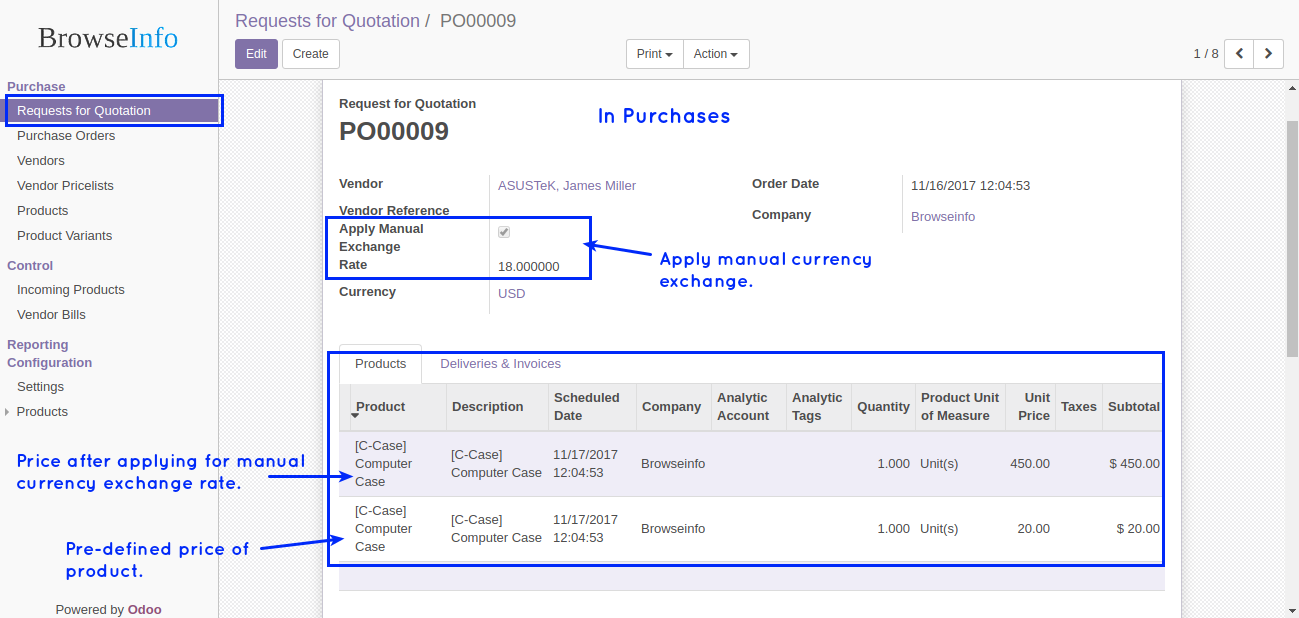 BrowseInfo
Requests for Quotation / PO00009
Edit Create Print Action 1 / 8
Purchase
Requests for Quotation
Purchase Orders
Vendors
Vendor Pricelists
Products
Product Variants
Control
Incoming Products
Vendor Bills
Reporting
Configuration
Settings
Products
Powered by Odoo
Request for Quotation
PO00009
In Purchases
Vendor ASUSTeK, James Miller
Vendor Reference
Apply Manual
Exchange
Rate 18.000000
Currency USD
Order Date 11/16/2017 12:04:53
Company Browseinfo
Apply manual currency
exchange.
Products Deliveries & Invoices
Product Description Scheduled Date Company Analytic Account Analytic Tags Quantity Product Unit of Measure Unit Price Taxes Subtotal
[C-Case] Computer Case [C-Case] Computer Case 11/17/2017 12:04:53 Browseinfo 1.000 Unit(s) 450.00 $ 450.00
[C-Case] Computer Case [C-Case] Computer Case 11/17/2017 12:04:53 Browseinfo 1.000 Unit(s) 20.00 $ 20.00
Price after applying for manual
currency exchange rate.
Pre-defined price of
product.